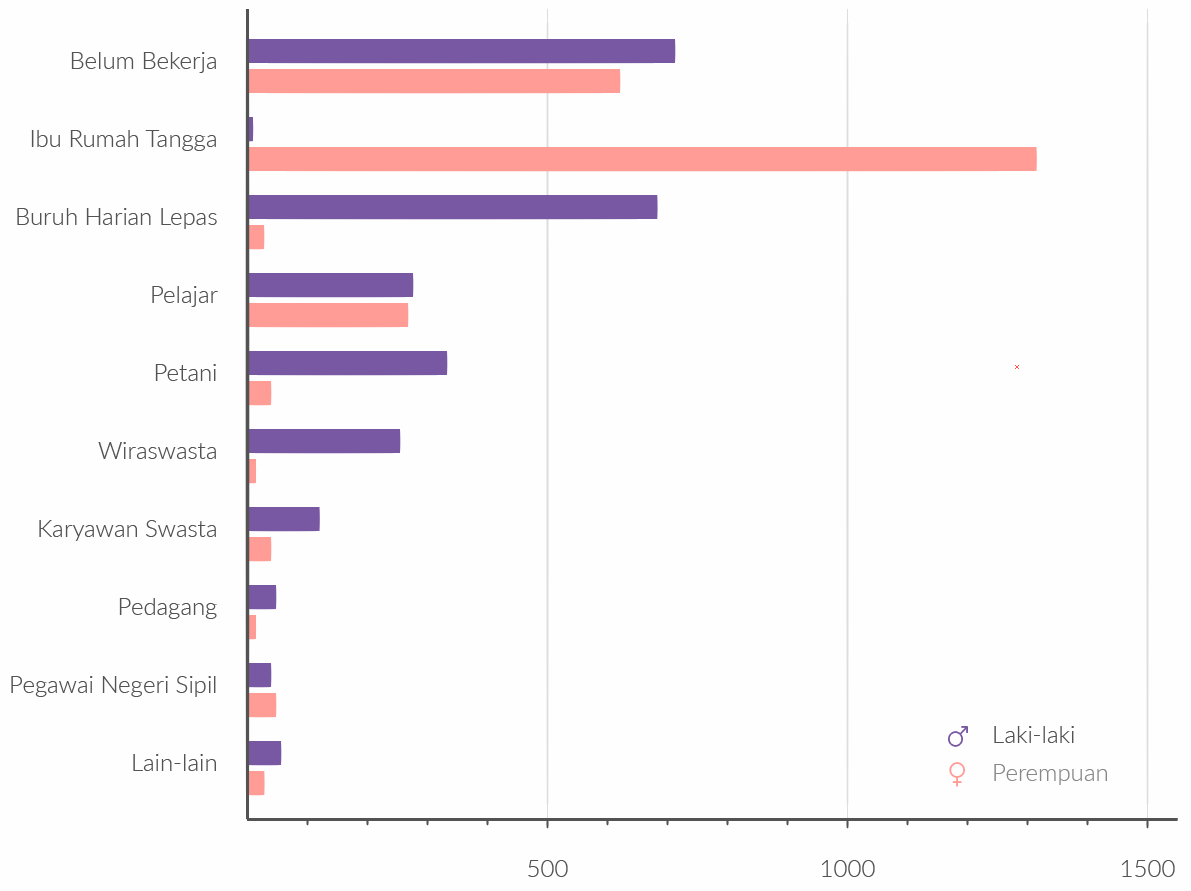 Belum Bekerja
Ibu Rumah Tangga
Buruh Harian Lepas
Pelajar
Petani
Wiraswasta
Karyawan Swasta
Pedagang
Pegawai Negeri Sipil
Lain-lain
Laki-laki
Perempuan
500 1000 1500